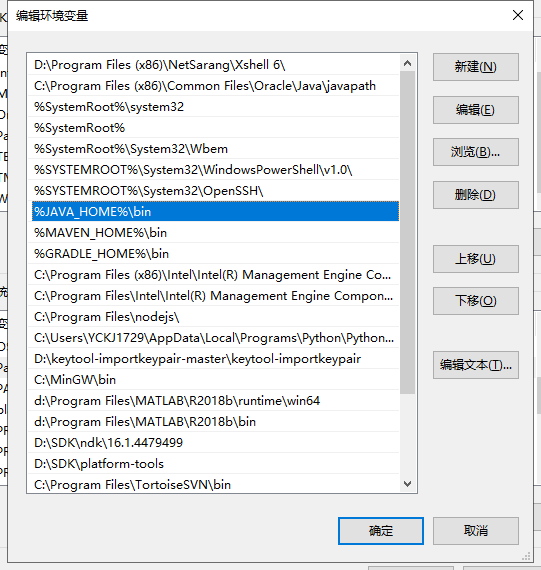 编辑环境变量
D:\Program Files (x86)\NetSarang\Xshell 6\
C:\Program Files (x86)\Common Files\Oracle\Java\javapath
%SystemRoot%\system32
%SystemRoot%
%SystemRoot%\System32\Wbem
%SYSTEMROOT%\System32\WindowsPowerShell\v1.0\
%SYSTEMROOT%\System32\OpenSSH\
%JAVA_HOME%\bin
%MAVEN_HOME%\bin
%GRADLE_HOME%\bin
C:\Program Files (x86)\Intel\Intel(R) Management Engine Co...
C:\Program Files\Intel\Intel(R) Management Engine Compon...
C:\Program Files\nodejs\
C:\Users\YCKJ1729\AppData\Local\Programs\Python\Python...
D:\keytool-importkeypair-master\keytool-importkeypair
C:\MinGW\bin
d:\Program Files\MATLAB\R2018b\runtime\win64
d:\Program Files\MATLAB\R2018b\bin
D:\SDK\ndk\16.1.4479499
D:\SDK\platform-tools
C:\Program Files\TortoiseSVN\bin
新建(N)
编辑(E)
浏览(B)...
删除(D)
上移(U)
下移(O)
编辑文本(T)...
确定
取消